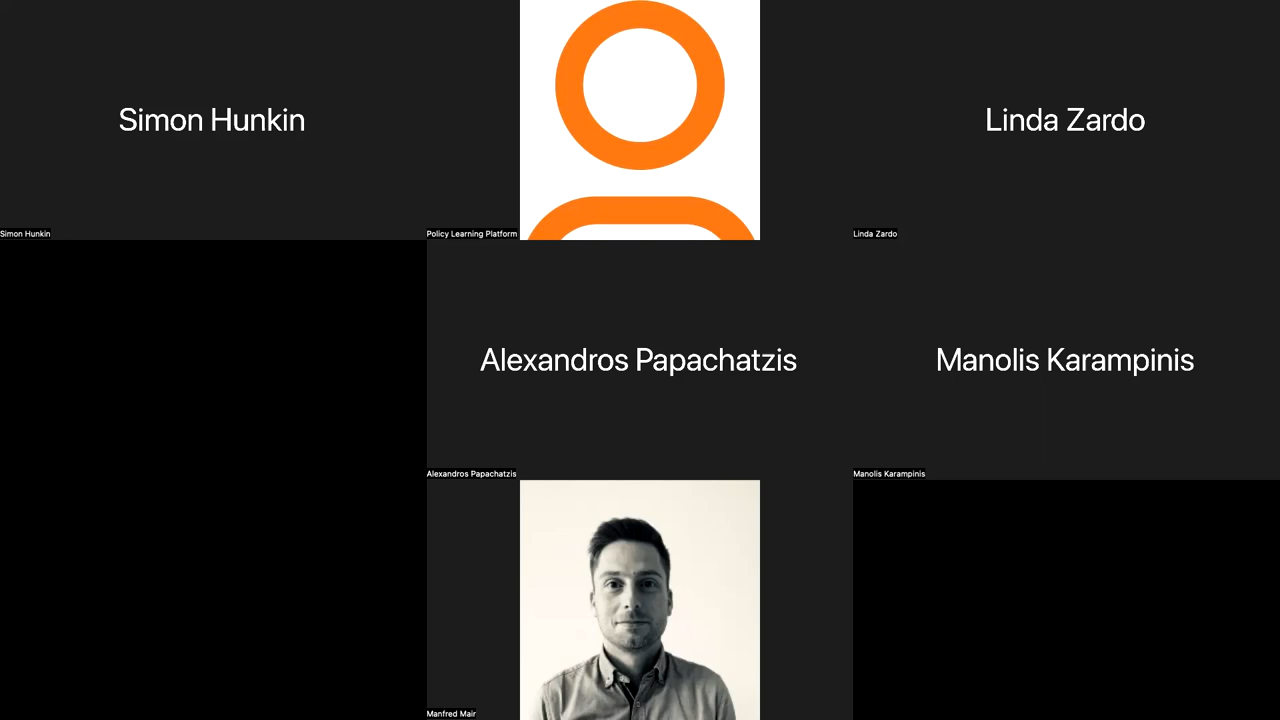 Simon Hunkin
Linda Zardo
Simon Hunkin
Policy Learning Platform
Linda Zardo
Alexandros Papachatzis
Manolis Karampinis
Alexandros Papachatzis
Manolis Karampinis
Manfred Mair